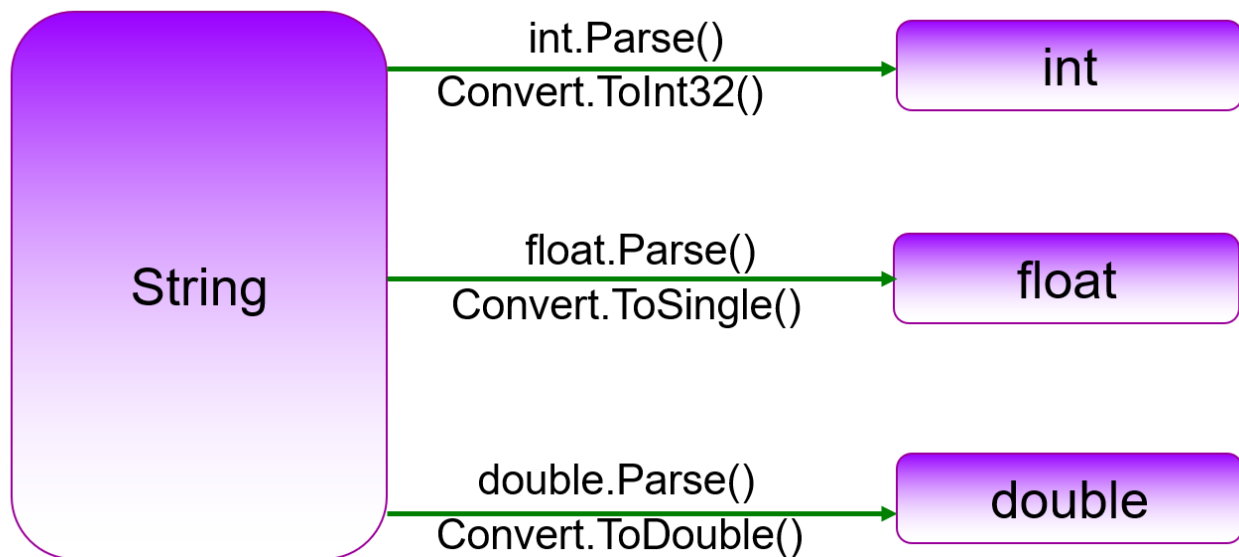 String
int.Parse()
Convert.ToInt32()
int
float.Parse()
Convert.ToSingle()
float
double.Parse()
Convert.ToDouble()
double